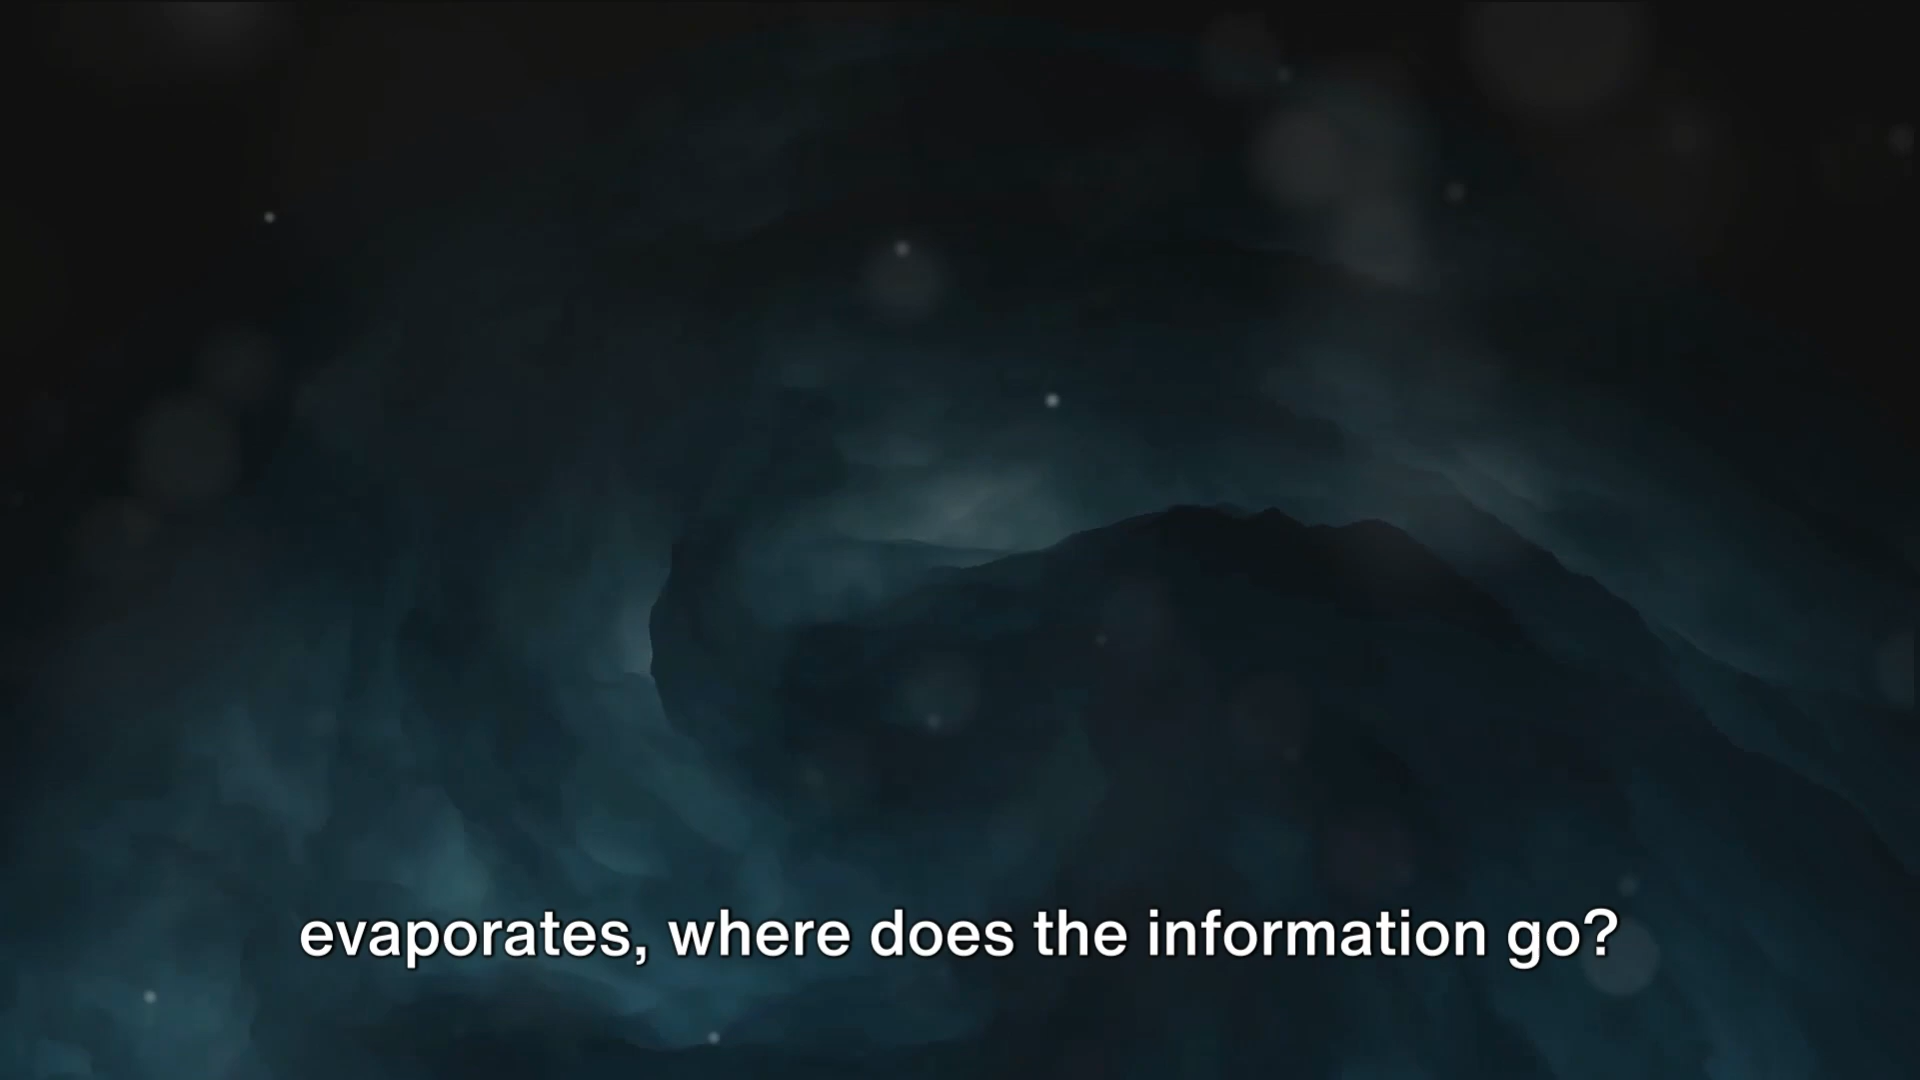 evaporates, where does the information go?